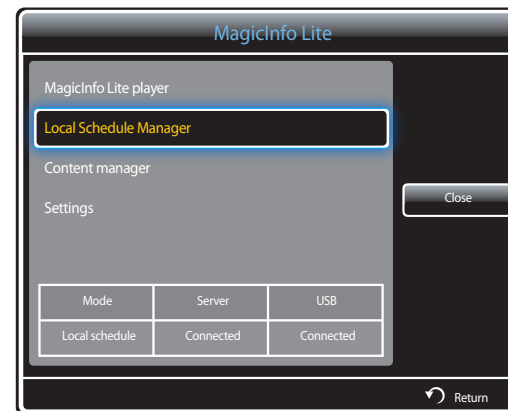 MagicInfo Lite
MagicInfo Lite player
Local Schedule Manager
Content manager
Settings
Close
Mode Server USB
Local schedule Connected Connected
Return